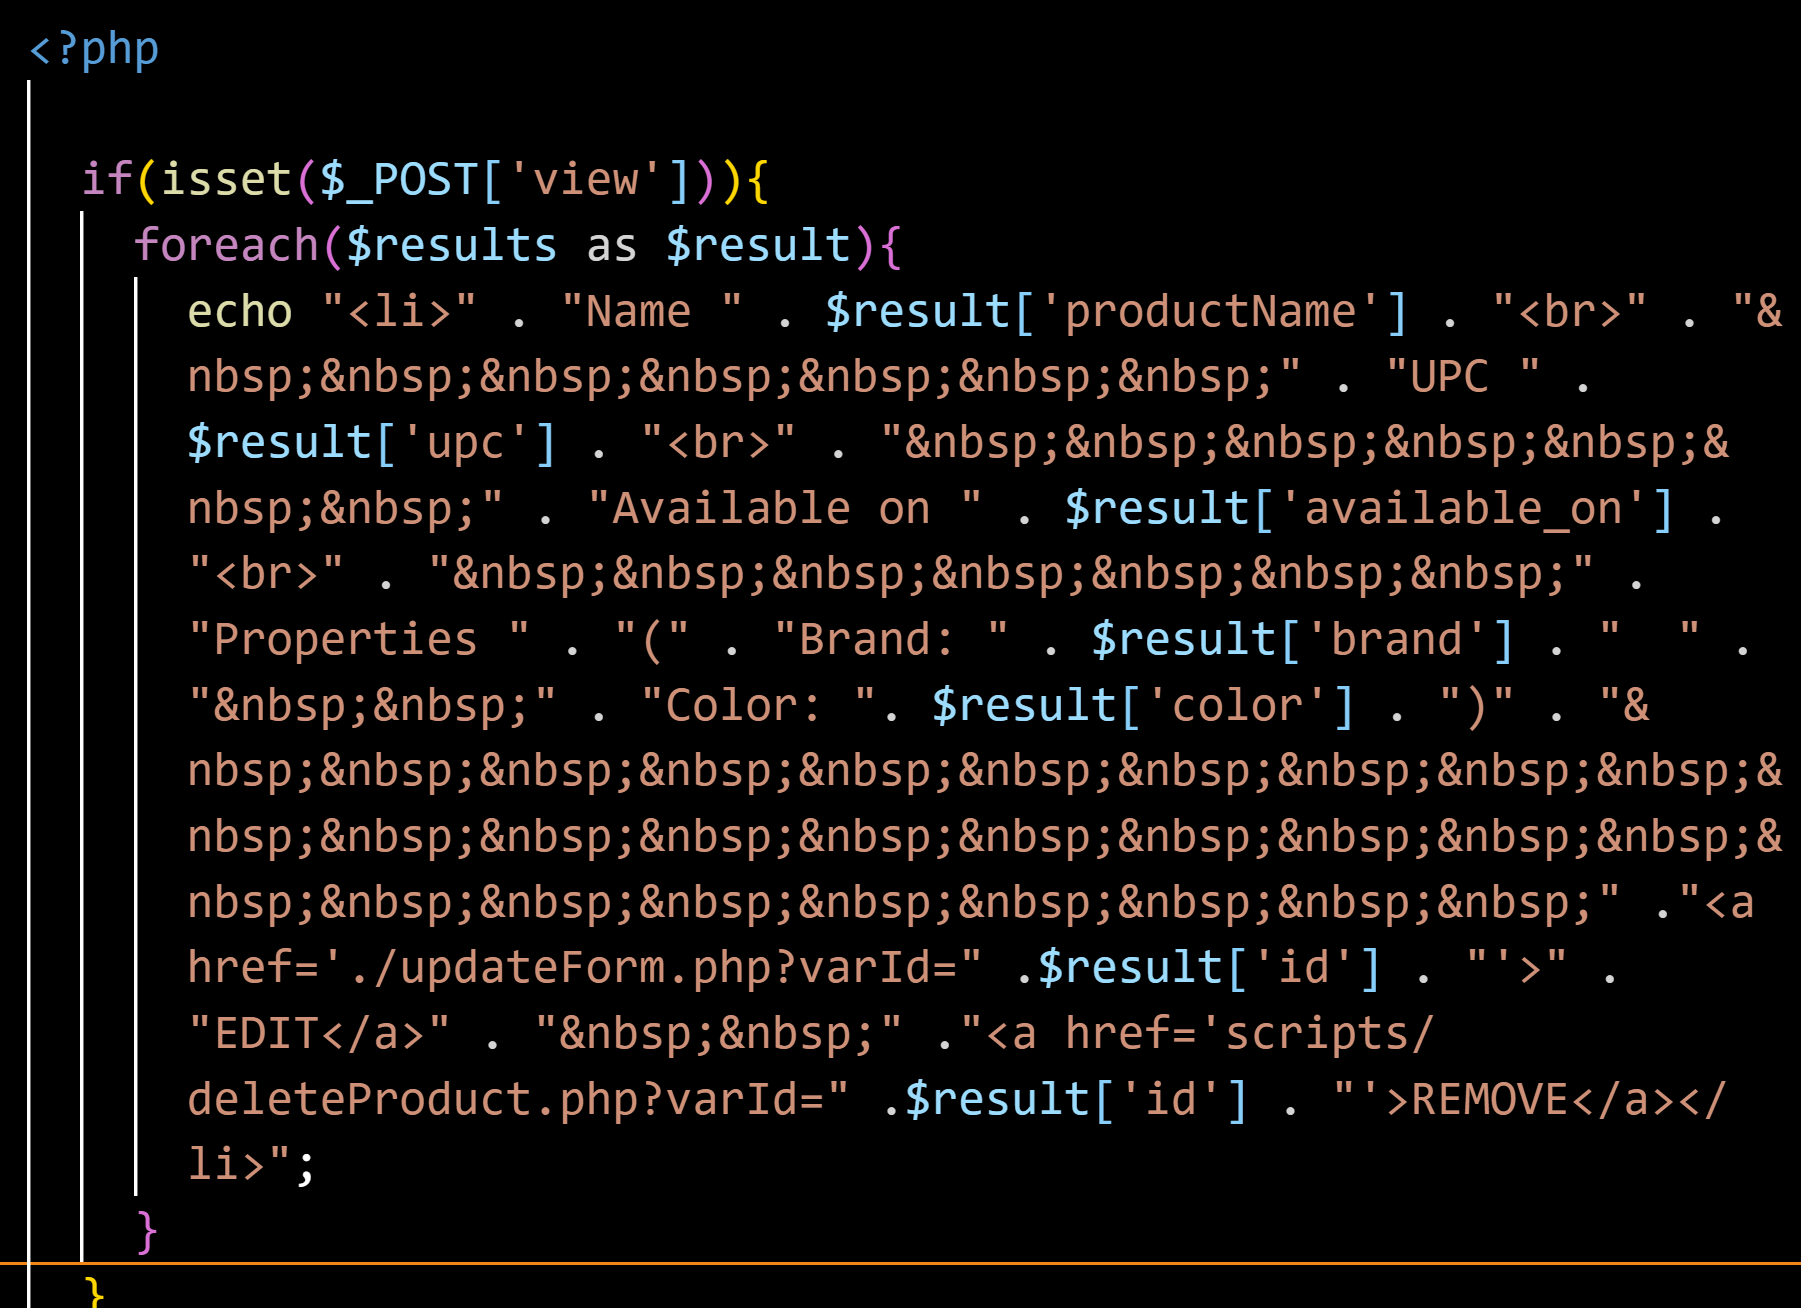 <?php
if(isset($_POST['view'])){
foreach($results as $result){
echo "<li>" . "Name " . $result['productName'] . "<br>" . "&
nbsp;&nbsp;&nbsp;&nbsp;&nbsp;&nbsp;&nbsp;" . "UPC " .
$result['upc'] . "<br>" . "&nbsp;&nbsp;&nbsp;&nbsp;&nbsp;&
nbsp;&nbsp;" . "Available on " . $result['available_on'] .
"<br>" . "&nbsp;&nbsp;&nbsp;&nbsp;&nbsp;&nbsp;&nbsp;" .
"Properties " . "(" . "Brand: " . $result['brand'] . "  " .
"&nbsp;&nbsp;" . "Color: ". $result['color'] . ")" . "&
nbsp;&nbsp;&nbsp;&nbsp;&nbsp;&nbsp;&nbsp;&nbsp;&nbsp;&nbsp;&
nbsp;&nbsp;&nbsp;&nbsp;&nbsp;&nbsp;&nbsp;&nbsp;&nbsp;&nbsp;&
nbsp;&nbsp;&nbsp;&nbsp;&nbsp;&nbsp;&nbsp;&nbsp;&nbsp;" ."<a
href='./updateForm.php?varId=" .$result['id'] . "'>" .
"EDIT</a>" . "&nbsp;&nbsp;" ."<a href='scripts/
deleteProduct.php?varId=" .$result['id'] . "'>REMOVE</a></
li>";
}
}